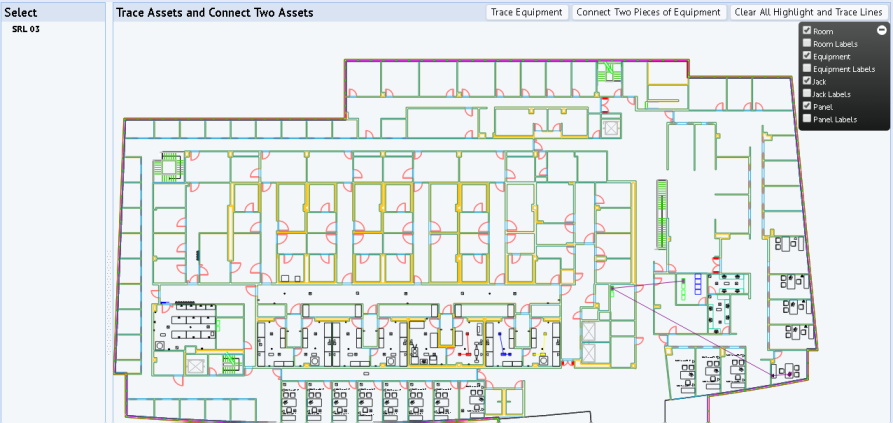 Select
SRL 03
Trace Assets and Connect Two Assets
Trace Equipment
Connect Two Pieces of Equipment
Clear All Highlight and Trace Lines
Room
Room Labels
Equipment
Equipment Labels
Jack
Jack Labels
Panel
Panel Labels